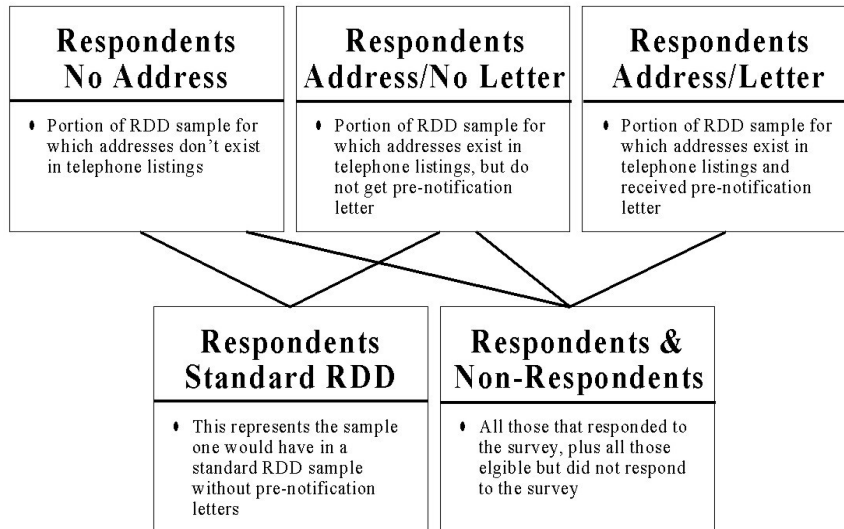 Respondents
No Address
• Portion of RDD sample for
which addresses don't exist
in telephone listings
Respondents
Address/No Letter
• Portion of RDD sample for
which addresses exist in
telephone listings, but do
not get pre-notification
letter
Respondents
Address/Letter
• Portion of RDD sample for
which addresses exist in
telephone listings and
received pre-notification
letter
Respondents
Standard RDD
• This represents the sample
one would have in a
standard RDD sample
without pre-notification
letters
Respondents &
Non-Respondents
• All those that responded to
the survey, plus all those
elgible but did not respond
to the survey